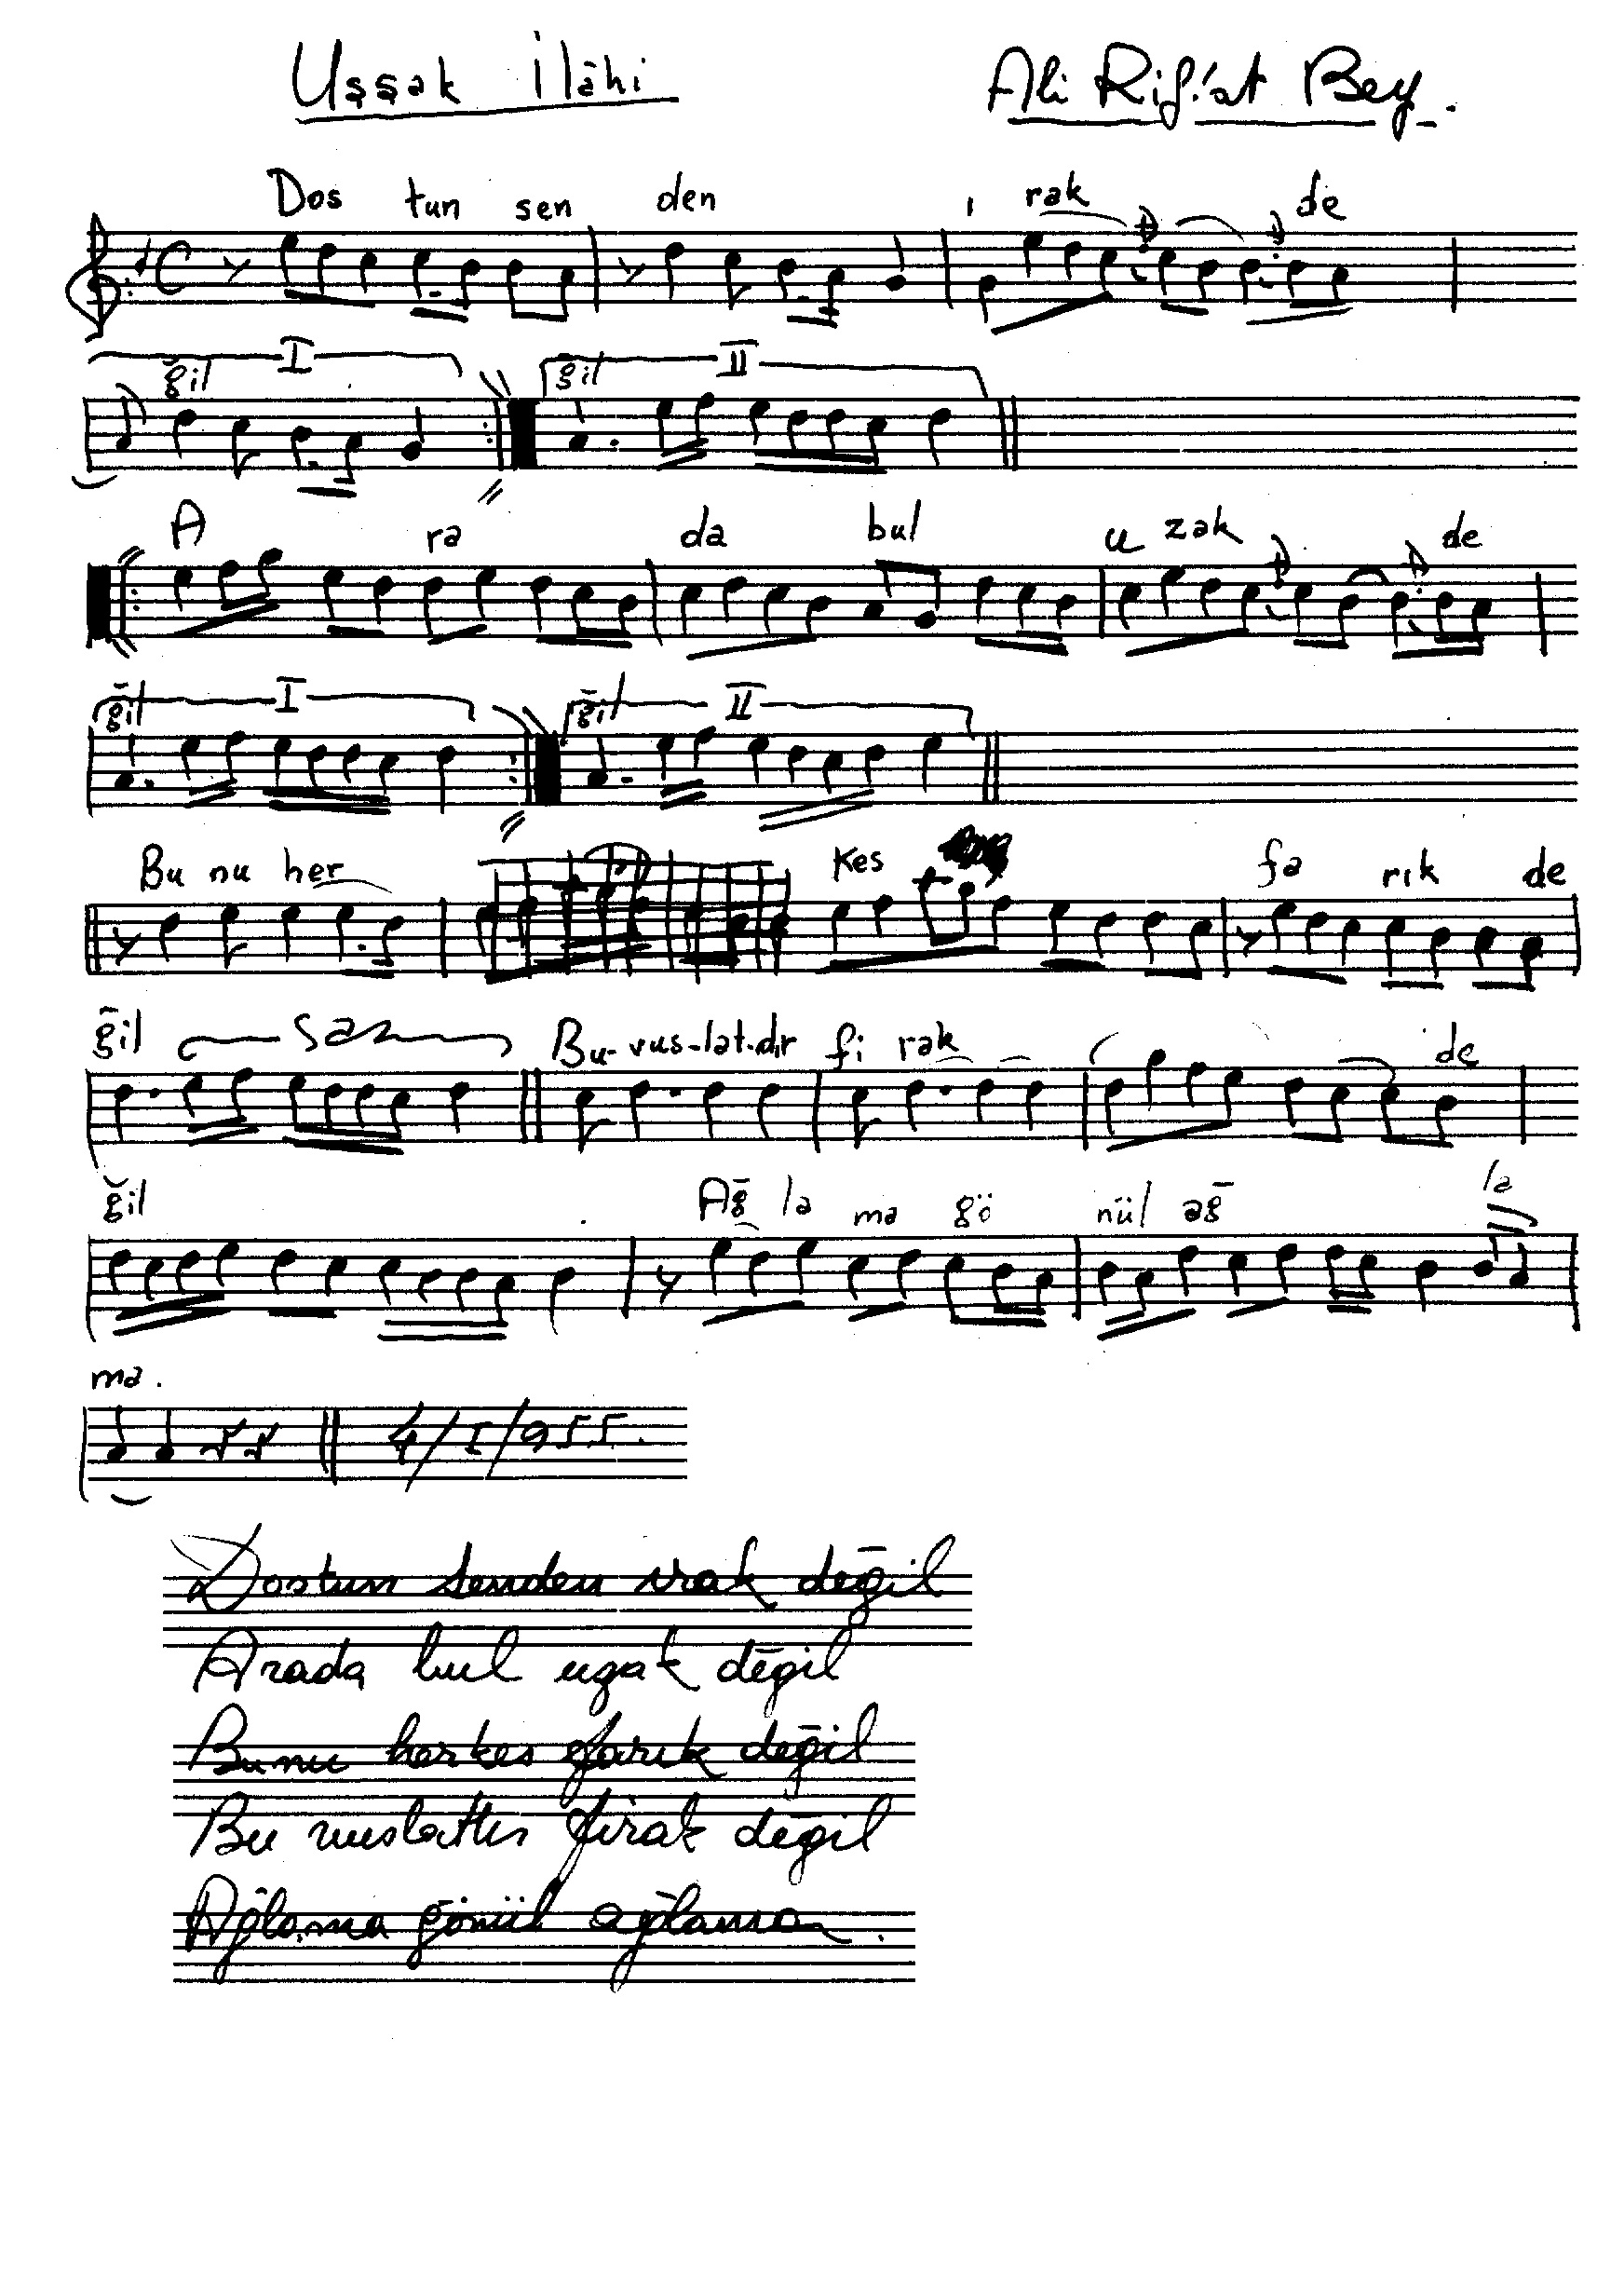 Uşşak İlâhi Ali Rif'at Bey.
Dos tun sen den ı rak de
ğil I ğil II
A ra da bul u zak de
ğil I ğil II
Bu nu her kes fa rık de
ğil saz Bu- vus-lat-dır fi rak de
ğil Ağ la ma gö nül ağ la
ma.
4/I/955.
Dostun senden ırak değil
Arada bul uzak değil
Bunu herkes farık değil
Bu vuslattır firak değil
Ağlama gönül ağlama.